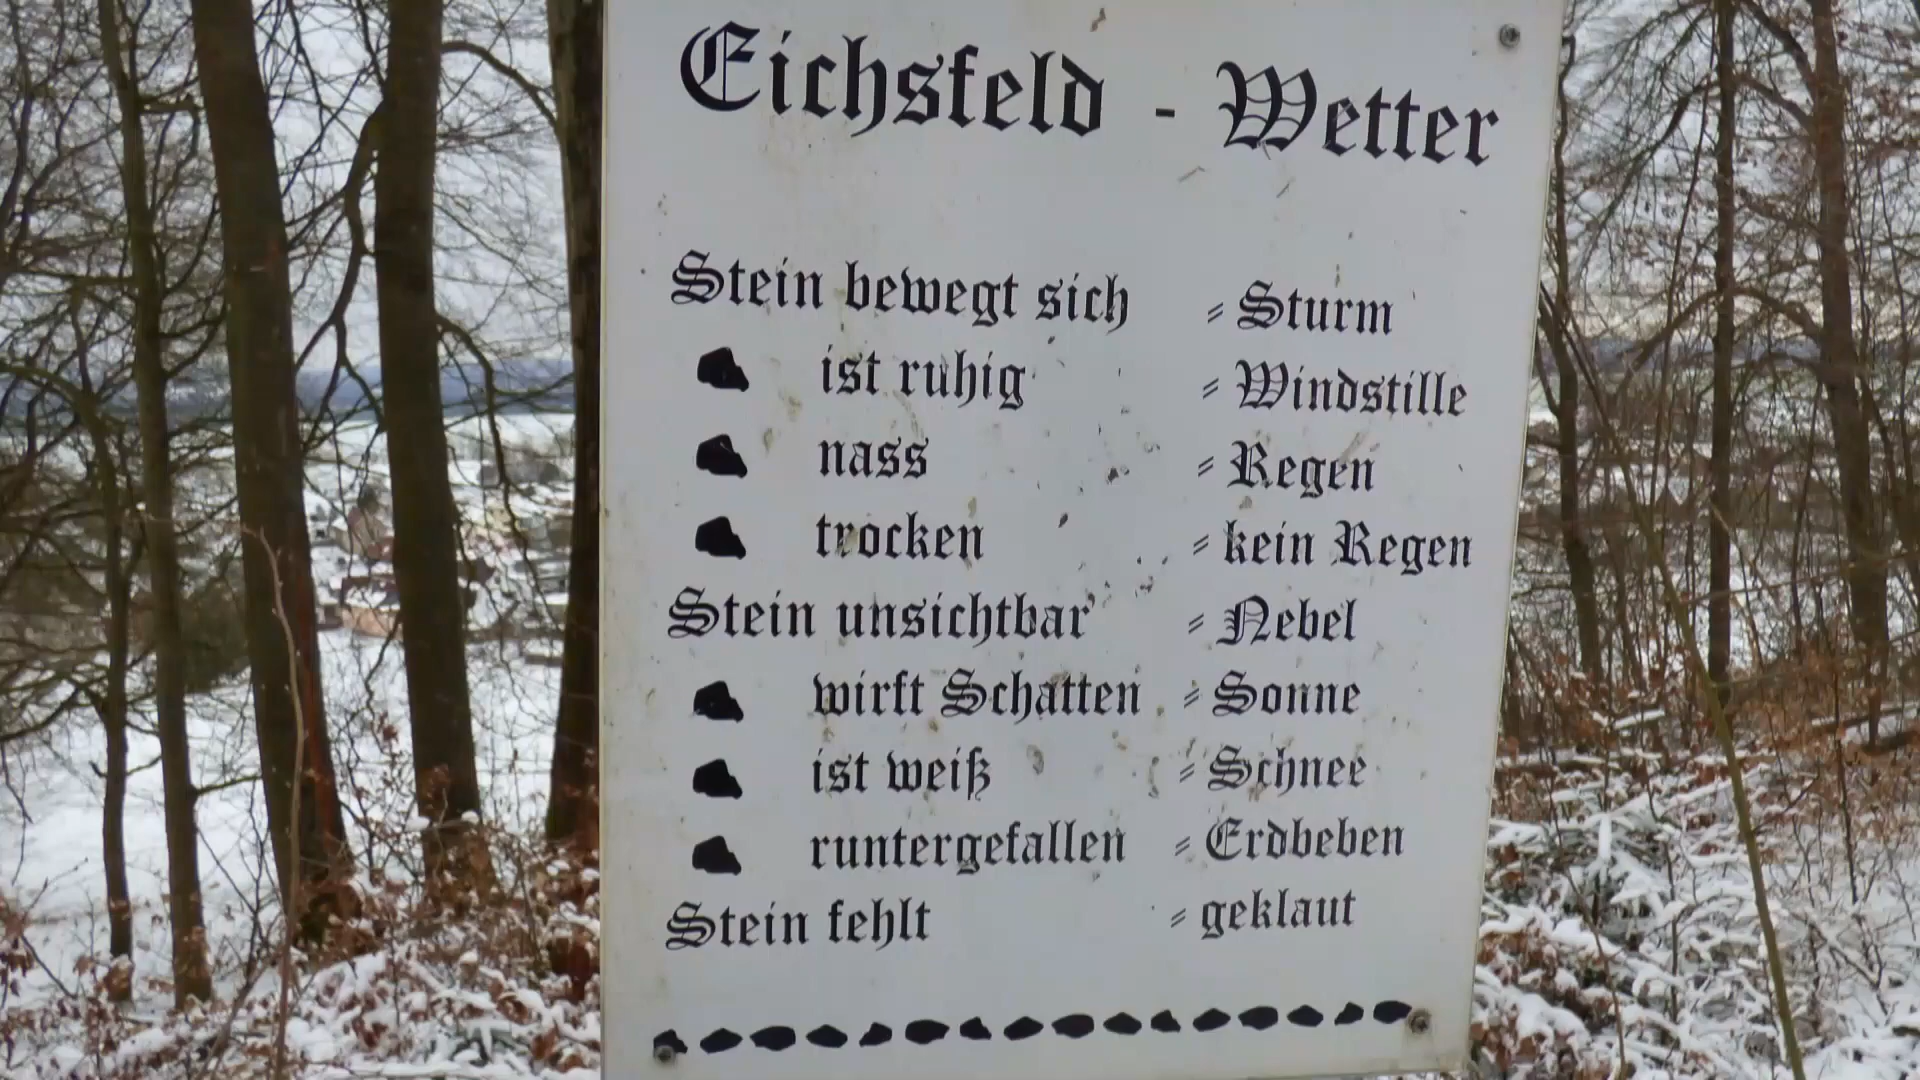 Eichsfeld - Wetter
Stein bewegt sich = Sturm
ist ruhig = Windstille
nass = Regen
trocken = kein Regen
Stein unsichtbar = Nebel
wirft Schatten = Sonne
ist weiß = Schnee
runtergefallen = Erdbeben
Stein fehlt = geklaut